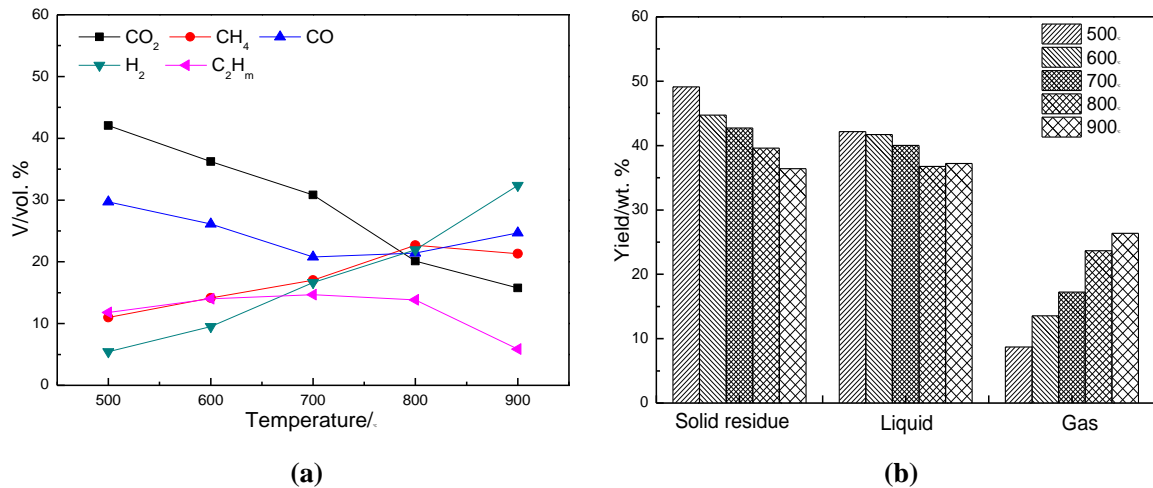 60
50
40
30
20
10
0
V/vol. %
CO₂ CH₄ CO
H₂ C₂Hₘ
500 600 700 800 900
Temperature/
(a)
60
50
40
30
20
10
0
Yield/wt. %
500
600
700
800
900
Solid residue Liquid Gas
(b)